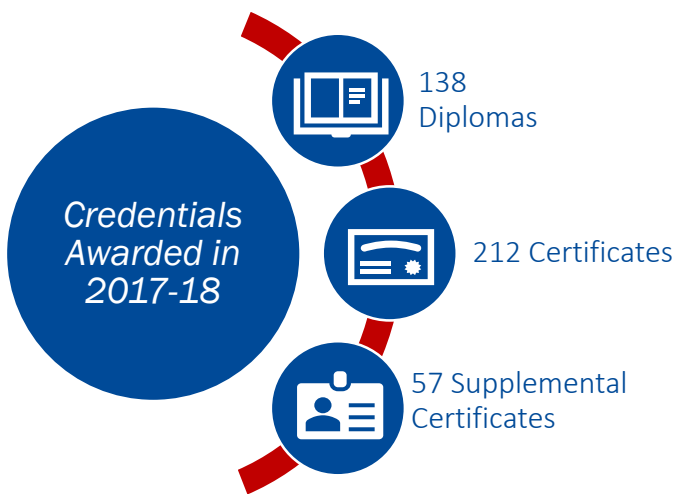 Credentials
Awarded in
2017-18
138
Diplomas
212 Certificates
57 Supplemental
Certificates